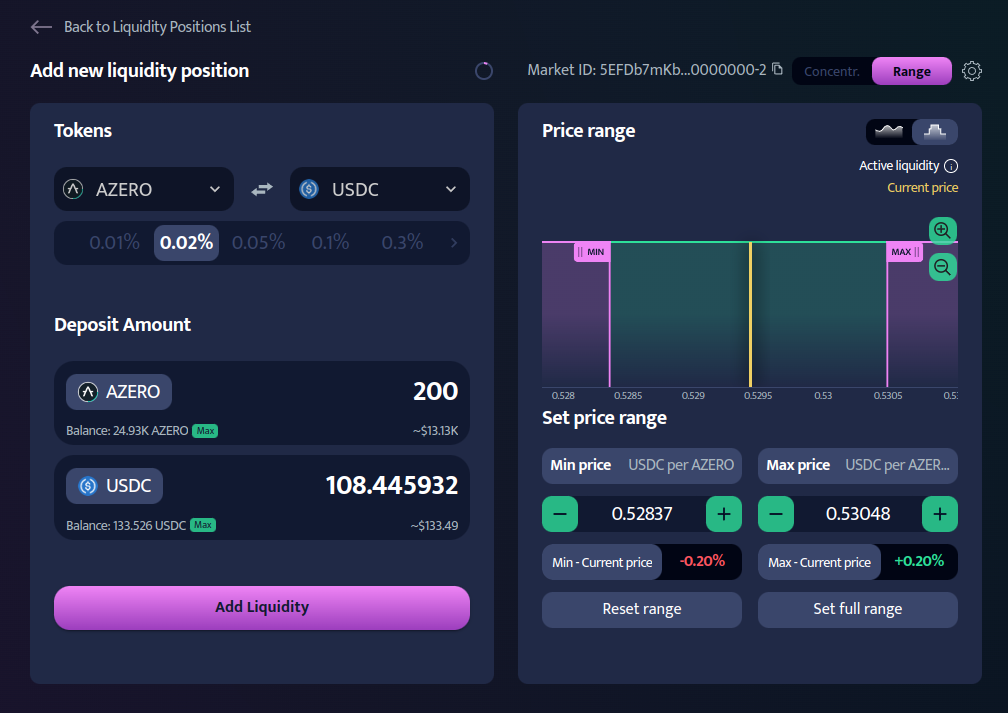 Back to Liquidity Positions List
Add new liquidity position
Market ID: 5EFDb7mKb...0000000-2
Concentr.
Range
Tokens
AZERO
USDC
0.01% 0.02% 0.05% 0.1% 0.3%
Deposit Amount
AZERO
200
Balance: 24.93K AZERO Max
~$13.13K
USDC
108.445932
Balance: 133.526 USDC Max
~$133.49
Add Liquidity
Price range
Active liquidity
Current price
MIN
MAX
0.528 0.5285 0.529 0.5295 0.53 0.5305
Set price range
Min price USDC per AZERO
Max price USDC per AZER...
0.52837
0.53048
Min - Current price -0.20%
Max - Current price +0.20%
Reset range
Set full range